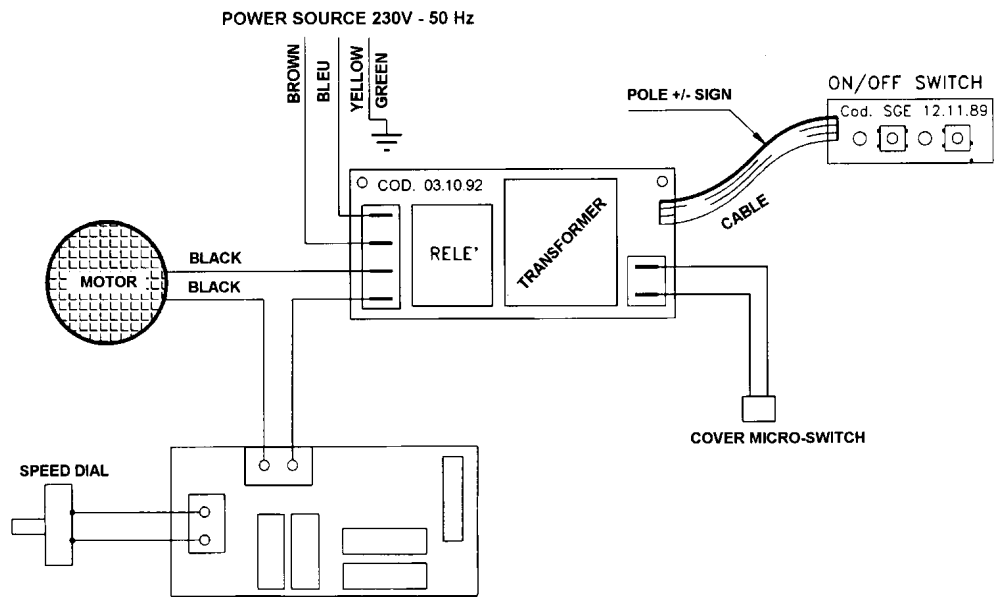 POWER SOURCE 230V - 50 Hz
BROWN
BLEU
YELLOW
GREEN
POLE +/- SIGN
ON/OFF SWITCH
Cod. SGE 12.11.89
COD. 03.10.92
CABLE
RELE'
TRANSFORMER
BLACK
MOTOR
BLACK
COVER MICRO-SWITCH
SPEED DIAL